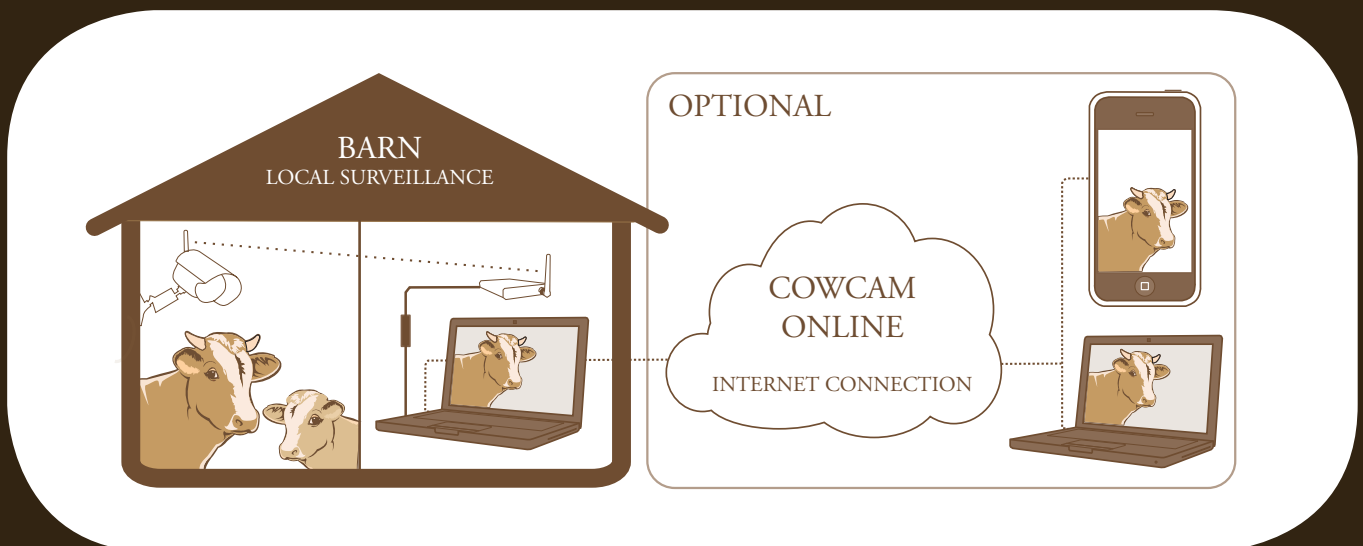 BARN
LOCAL SURVEILLANCE
OPTIONAL
COWCAM
ONLINE
INTERNET CONNECTION